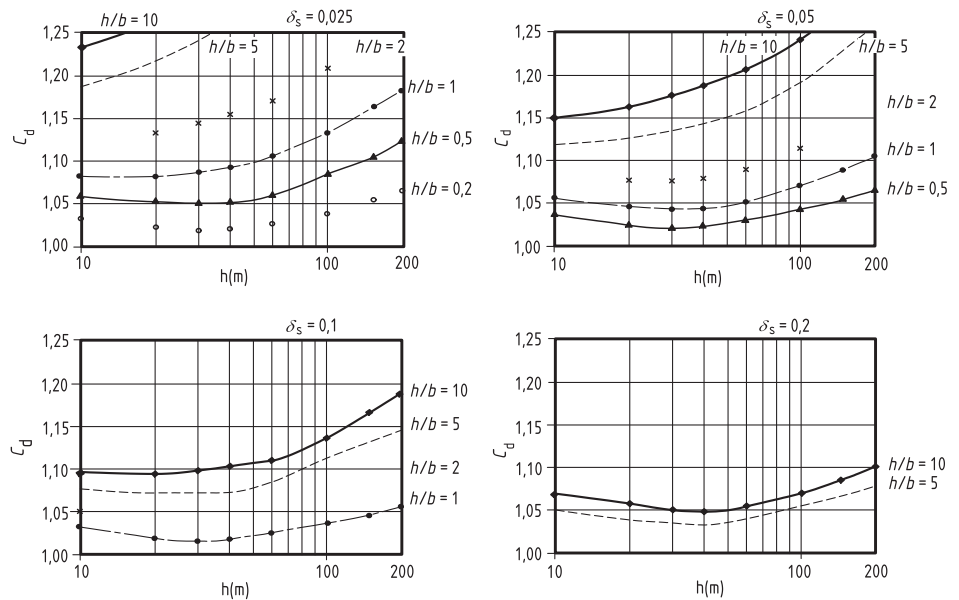 δs = 0,025
h/b = 10
h/b = 5
h/b = 2
h/b = 1
h/b = 0,5
h/b = 0,2
1,25
1,20
1,15
1,10
1,05
1,00
Cd
10
100
200
h(m)
δs = 0,05
h/b = 10
h/b = 5
h/b = 2
h/b = 1
h/b = 0,5
1,25
1,20
1,15
1,10
1,05
1,00
Cd
10
100
200
h(m)
δs = 0,1
h/b = 10
h/b = 5
h/b = 2
h/b = 1
1,25
1,20
1,15
1,10
1,05
1,00
Cd
10
100
200
h(m)
δs = 0,2
h/b = 10
h/b = 5
1,25
1,20
1,15
1,10
1,05
1,00
Cd
10
100
200
h(m)